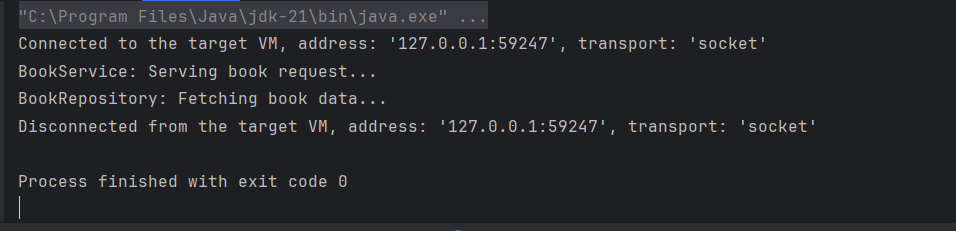 "C:\Program Files\Java\jdk-21\bin\java.exe" ...
Connected to the target VM, address: '127.0.0.1:59247', transport: 'socket'
BookService: Serving book request...
BookRepository: Fetching book data...
Disconnected from the target VM, address: '127.0.0.1:59247', transport: 'socket'
Process finished with exit code 0